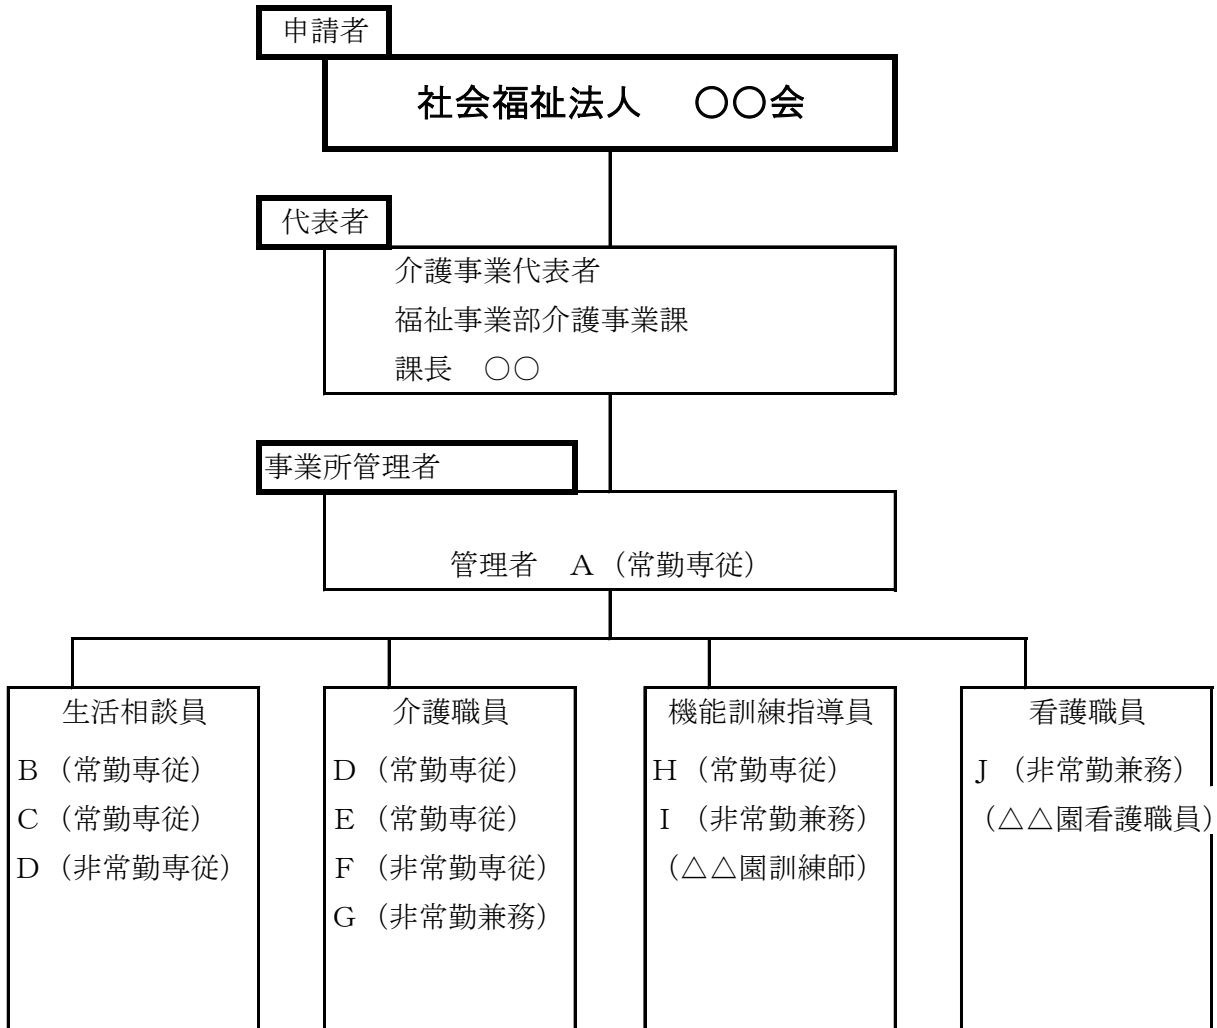 申請者
社会福祉法人　〇〇会
代表者
介護事業代表者
福祉事業部介護事業課
課長　〇〇
事業所管理者
管理者　A（常勤専従）
生活相談員
B（常勤専従）
C（常勤専従）
D（非常勤専従）
介護職員
D（常勤専従）
E（常勤専従）
F（非常勤専従）
G（非常勤兼務）
機能訓練指導員
H（常勤専従）
I（非常勤兼務）
（△△園訓練師）
看護職員
J（非常勤兼務）
（△△園看護職員）